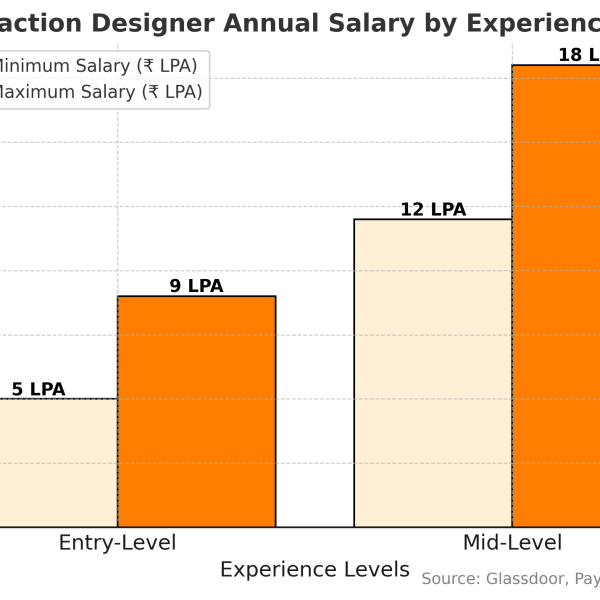 action Designer Annual Salary by Experienc
Minimum Salary (₹ LPA)
Maximum Salary (₹ LPA)
18 L
12 LPA
9 LPA
5 LPA
Entry-Level
Mid-Level
Experience Levels
Source: Glassdoor, Pay